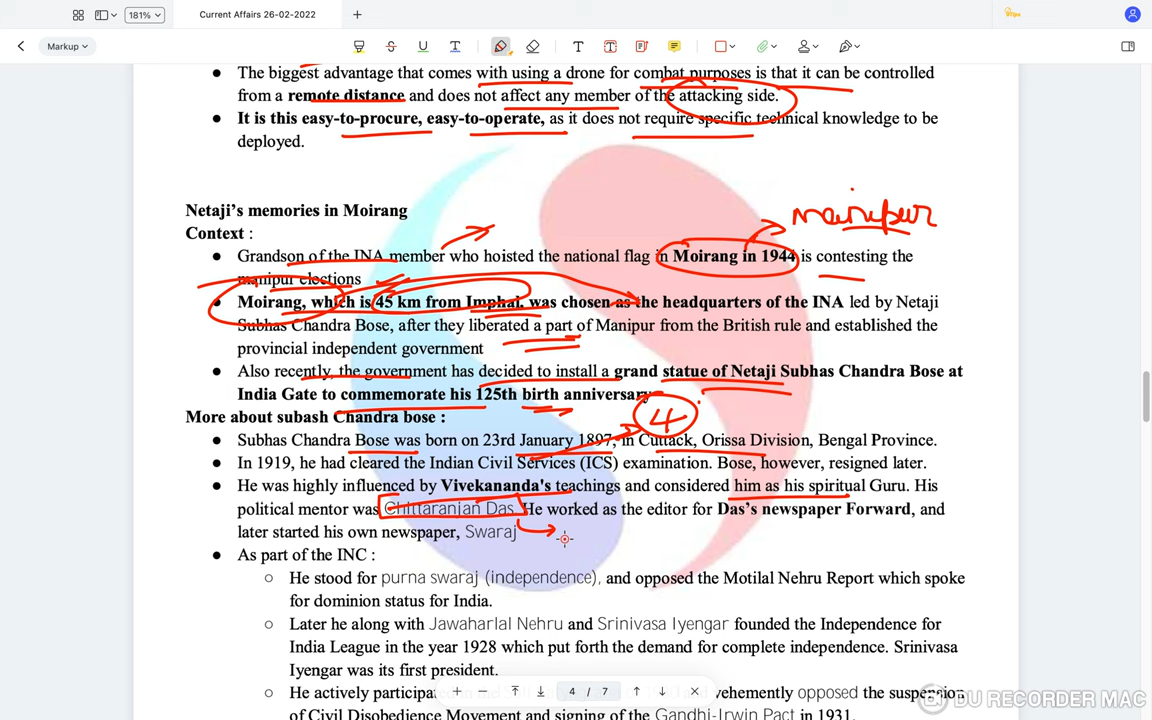 181%
Current Affairs 26-02-2022
Markup
The biggest advantage that comes with using a drone for combat purposes is that it can be controlled
from a remote distance and does not affect any member of the attacking side.
It is this easy-to-procure, easy-to-operate, as it does not require specific technical knowledge to be
deployed.
manipur
Netaji's memories in Moirang
Context :
Grandson of the INA member who hoisted the national flag in Moirang in 1944 is contesting the
manipur elections
Moirang, which is 45 km from Imphal, was chosen as the headquarters of the INA led by Netaji
Subhas Chandra Bose, after they liberated a part of Manipur from the British rule and established the
provincial independent government
Also recently, the government has decided to install a grand statue of Netaji Subhas Chandra Bose at
India Gate to commemorate his 125th birth anniversary
4
More about subash Chandra bose :
Subhas Chandra Bose was born on 23rd January 1897, in Cuttack, Orissa Division, Bengal Province.
In 1919, he had cleared the Indian Civil Services (ICS) examination. Bose, however, resigned later.
He was highly influenced by Vivekananda's teachings and considered him as his spiritual Guru. His
political mentor was Chittaranjan Das. He worked as the editor for Das's newspaper Forward, and
later started his own newspaper, Swaraj
As part of the INC :
He stood for purna swaraj (independence), and opposed the Motilal Nehru Report which spoke
for dominion status for India.
Later he along with Jawaharlal Nehru and Srinivasa Iyengar founded the Independence for
India League in the year 1928 which put forth the demand for complete independence. Srinivasa
Iyengar was its first president.
He actively participat vehemently opposed the suspension
of Civil Disobedience Movement and signing of the Gandhi-Irwin Pact in 1931.
4 / 7
DU RECORDER MAC